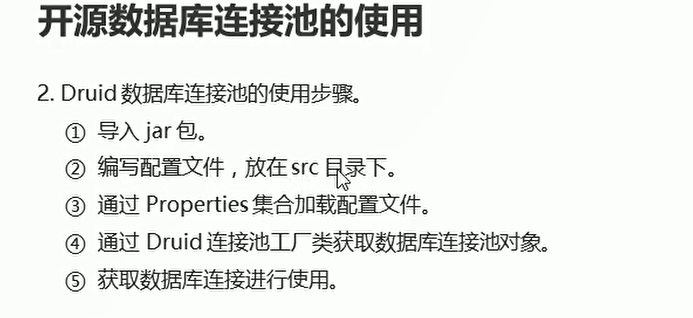 开源数据库连接池的使用
2. Druid 数据库连接池的使用步骤。
① 导入 jar 包。
② 编写配置文件，放在 src 目录下。
③ 通过 Properties 集合加载配置文件。
④ 通过 Druid 连接池工厂类获取数据库连接池对象。
⑤ 获取数据库连接进行使用。